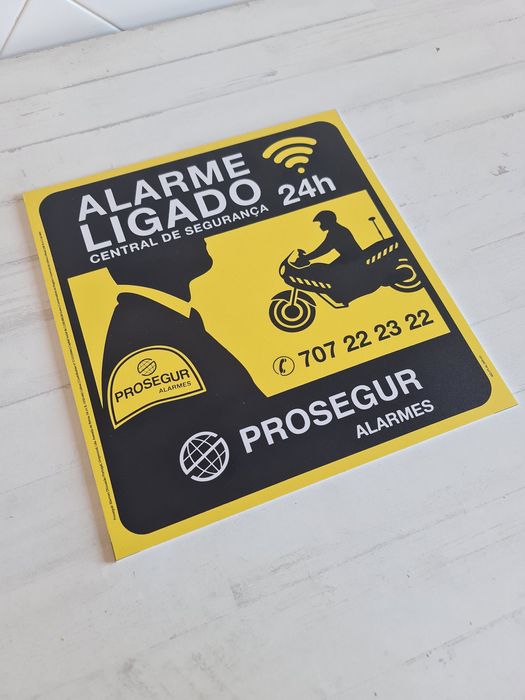 ALARME
LIGADO
CENTRAL DE SEGURANÇA
24h
PROSEGUR
ALARMES
707 22 23 22
PROSEGUR
ALARMES